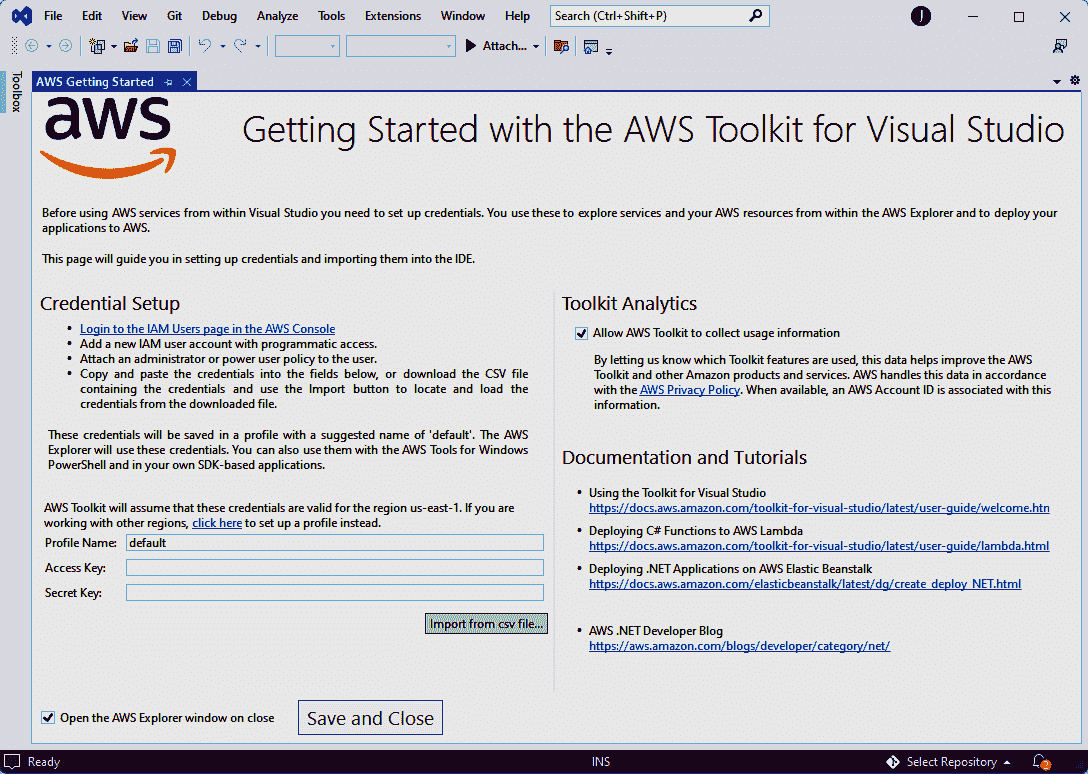 File Edit View Git Debug Analyze Tools Extensions Window Help Search (Ctrl+Shift+P) J
Attach...
Toolbox
AWS Getting Started
aws
Getting Started with the AWS Toolkit for Visual Studio
Before using AWS services from within Visual Studio you need to set up credentials. You use these to explore services and your AWS resources from within the AWS Explorer and to deploy your
applications to AWS.
This page will guide you in setting up credentials and importing them into the IDE.
Credential Setup
• Login to the IAM Users page in the AWS Console
• Add a new IAM user account with programmatic access.
• Attach an administrator or power user policy to the user.
• Copy and paste the credentials into the fields below, or download the CSV file
containing the credentials and use the Import button to locate and load the
credentials from the downloaded file.
These credentials will be saved in a profile with a suggested name of 'default'. The AWS
Explorer will use these credentials. You can also use them with the AWS Tools for Windows
PowerShell and in your own SDK-based applications.
AWS Toolkit will assume that these credentials are valid for the region us-east-1. If you are
working with other regions, click here to set up a profile instead.
Profile Name: default
Access Key:
Secret Key:
Import from csv file...
Toolkit Analytics
Allow AWS Toolkit to collect usage information
By letting us know which Toolkit features are used, this data helps improve the AWS
Toolkit and other Amazon products and services. AWS handles this data in accordance
with the AWS Privacy Policy. When available, an AWS Account ID is associated with this
information.
Documentation and Tutorials
• Using the Toolkit for Visual Studio
https://docs.aws.amazon.com/toolkit-for-visual-studio/latest/user-guide/welcome.htn
• Deploying C# Functions to AWS Lambda
https://docs.aws.amazon.com/toolkit-for-visual-studio/latest/user-guide/lambda.html
• Deploying .NET Applications on AWS Elastic Beanstalk
https://docs.aws.amazon.com/elasticbeanstalk/latest/dg/create_deploy_NET.html
• AWS .NET Developer Blog
https://aws.amazon.com/blogs/developer/category/net/
Open the AWS Explorer window on close
Save and Close
Ready INS Select Repository 2